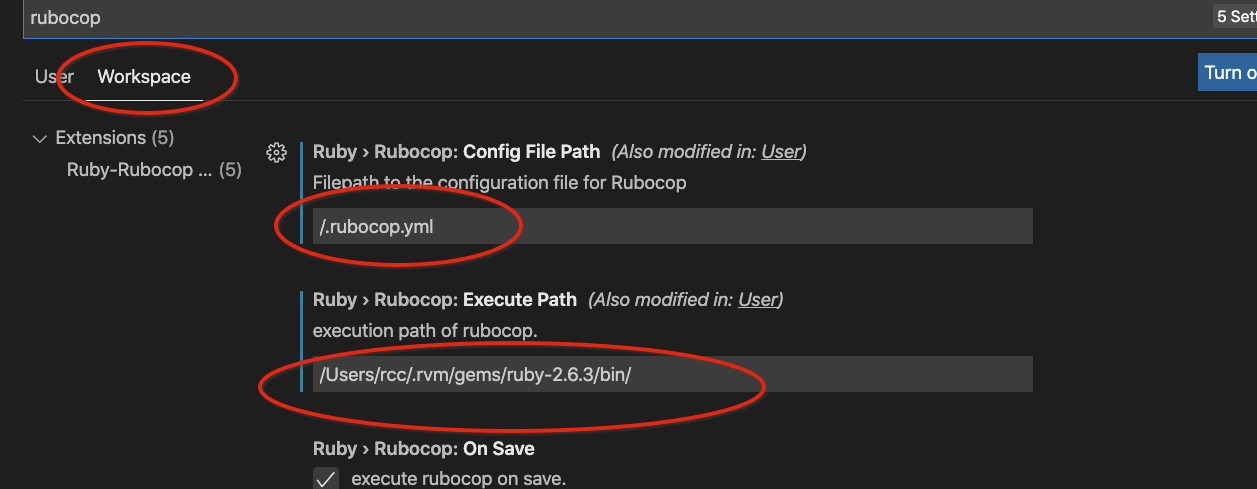 rubocop
5 Sett
User Workspace
Turn o
Extensions (5)
Ruby-Rubocop ... (5)
Ruby › Rubocop: Config File Path (Also modified in: User)
Filepath to the configuration file for Rubocop
/.rubocop.yml
Ruby › Rubocop: Execute Path (Also modified in: User)
execution path of rubocop.
/Users/rcc/.rvm/gems/ruby-2.6.3/bin/
Ruby › Rubocop: On Save
execute rubocop on save.